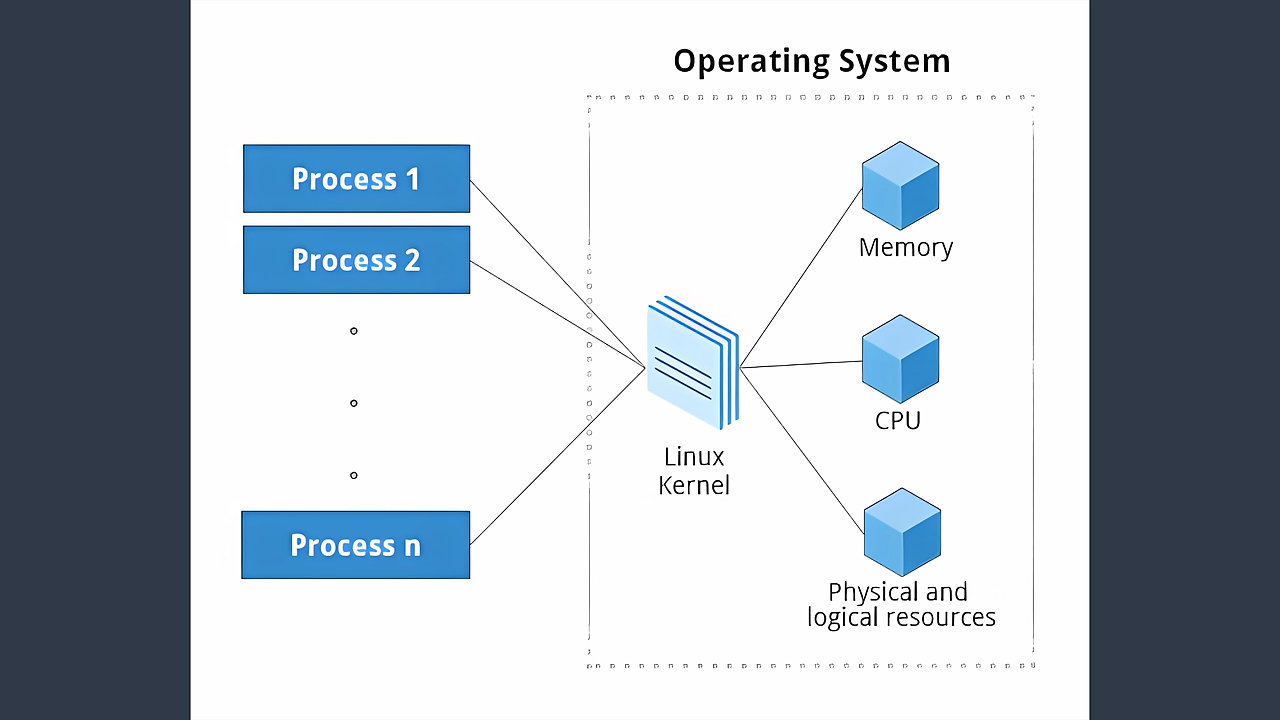 Operating System
Process 1
Process 2
Process n
Linux
Kernel
Memory
CPU
Physical and
logical resources